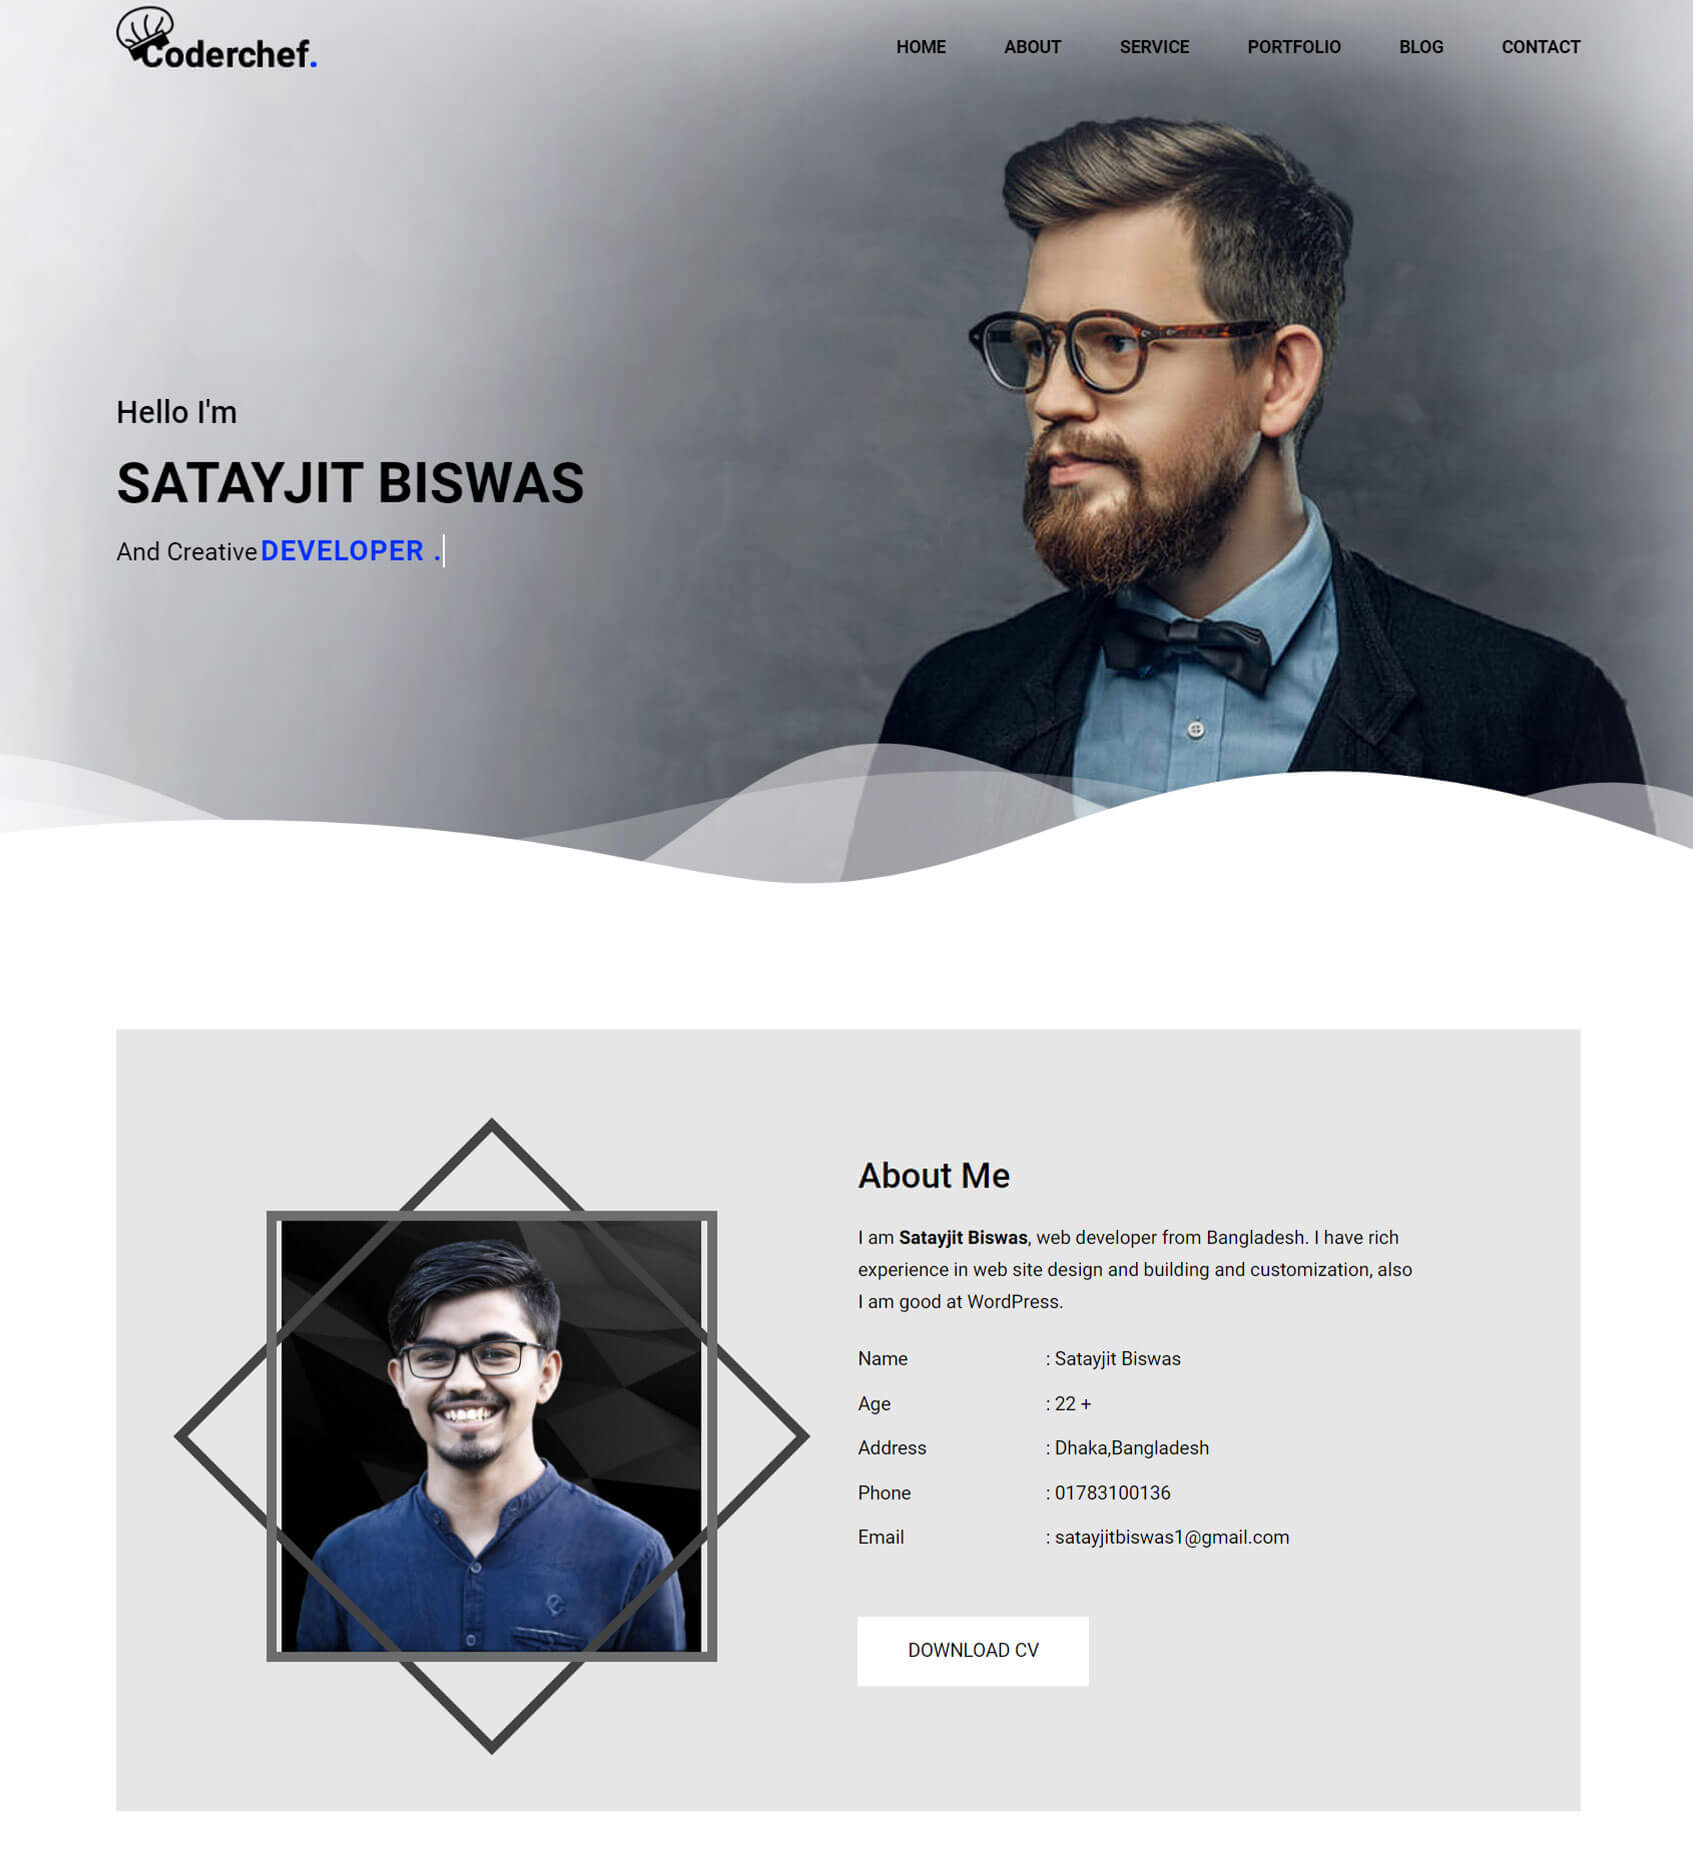 Coderchef.
HOME ABOUT SERVICE PORTFOLIO BLOG CONTACT
Hello I'm
SATAYJIT BISWAS
And Creative DEVELOPER .
About Me
I am Satayjit Biswas, web developer from Bangladesh. I have rich
experience in web site design and building and customization, also
I am good at WordPress.
Name : Satayjit Biswas
Age : 22 +
Address : Dhaka,Bangladesh
Phone : 01783100136
Email : satayjitbiswas1@gmail.com
DOWNLOAD CV